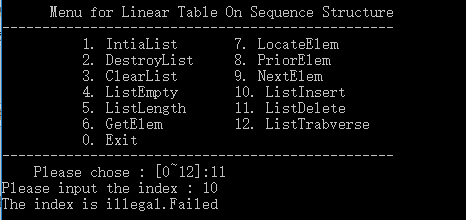 Menu for Linear Table On Sequence Structure
-------------------------------------------------
1. IntiaList 7. LocateElem
2. DestroyList 8. PriorElem
3. ClearList 9. NextElem
4. ListEmpty 10. ListInsert
5. ListLength 11. ListDelete
6. GetElem 12. ListTrabverse
0. Exit
-------------------------------------------------
Please chose : [0~12]:11
Please input the index : 10
The index is illegal.Failed